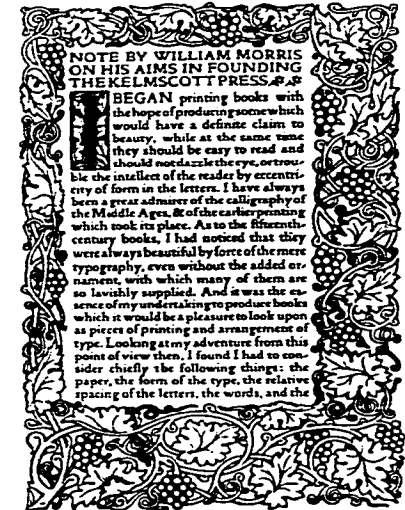 NOTE BY WILLIAM MORRIS
ON HIS AIMS IN FOUNDING
THE KELMSCOTT PRESS
I BEGAN printing books with
the hope of producing some which
would have a definite claim to
beauty, while at the same time
they should be easy to read and
should not dazzle the eye, or trou-
ble the intellect of the reader by eccentri-
city of form in the letters. I have always
been a great admirer of the calligraphy of
the Middle Ages, & of the earlier printing
which took its place. As to the fifteenth-
century books, I had noticed that they
were always beautiful by force of the mere
typography, even without the added or-
nament, with which many of them are
so lavishly supplied. And it was the es-
sence of my undertaking to produce books
which it would be a pleasure to look upon
as pieces of printing and arrangement of
type. Looking at my adventure from this
point of view then, I found I had to con-
sider chiefly the following things: the
paper, the form of the type, the relative
spacing of the letters, the words, and the